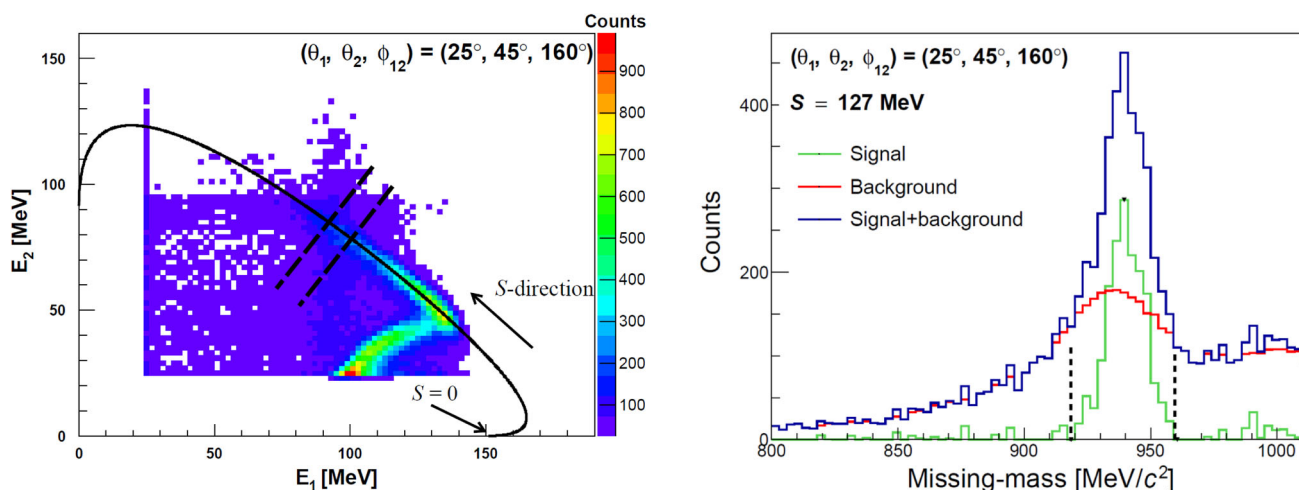 Counts
(θ₁, θ₂, ϕ₁₂) = (25°, 45°, 160°)
150
100
50
0
E₂ [MeV]
0
50
100
150
E₁ [MeV]
S-direction
S = 0
900
800
700
600
500
400
300
200
100
(θ₁, θ₂, ϕ₁₂) = (25°, 45°, 160°)
S = 127 MeV
Signal
Background
Signal+background
Counts
400
200
0
800
850
900
950
1000
Missing-mass [MeV/c²]